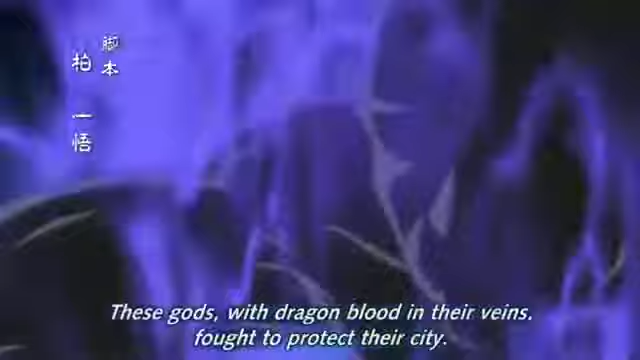 脚本
柏 一悟
These gods, with dragon blood in their veins,
fought to protect their city.